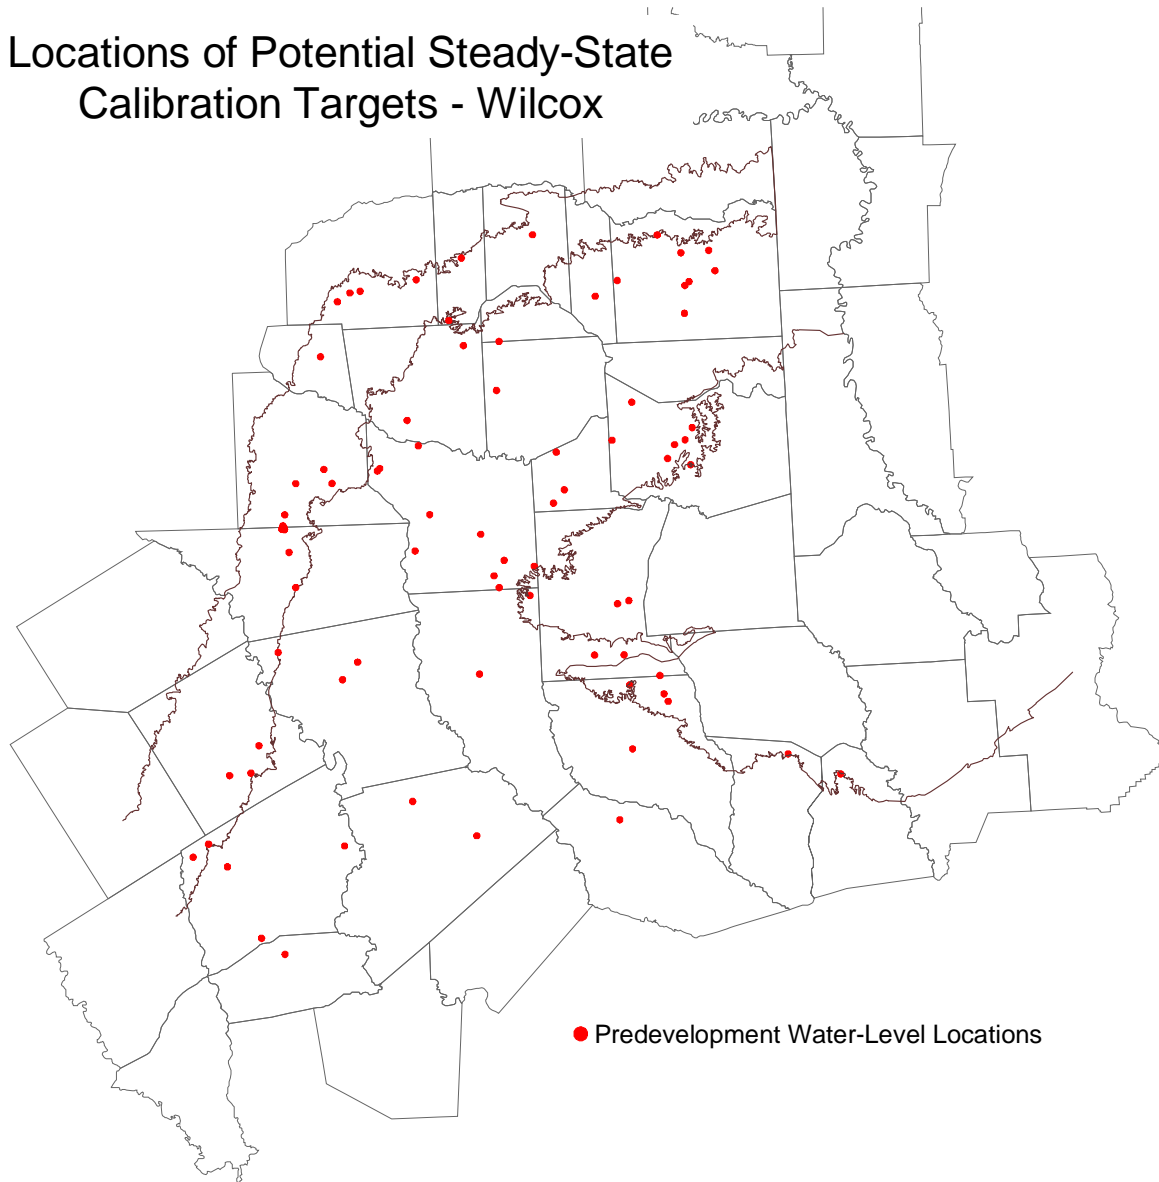 Locations of Potential Steady-State
Calibration Targets - Wilcox
Predevelopment Water-Level Locations